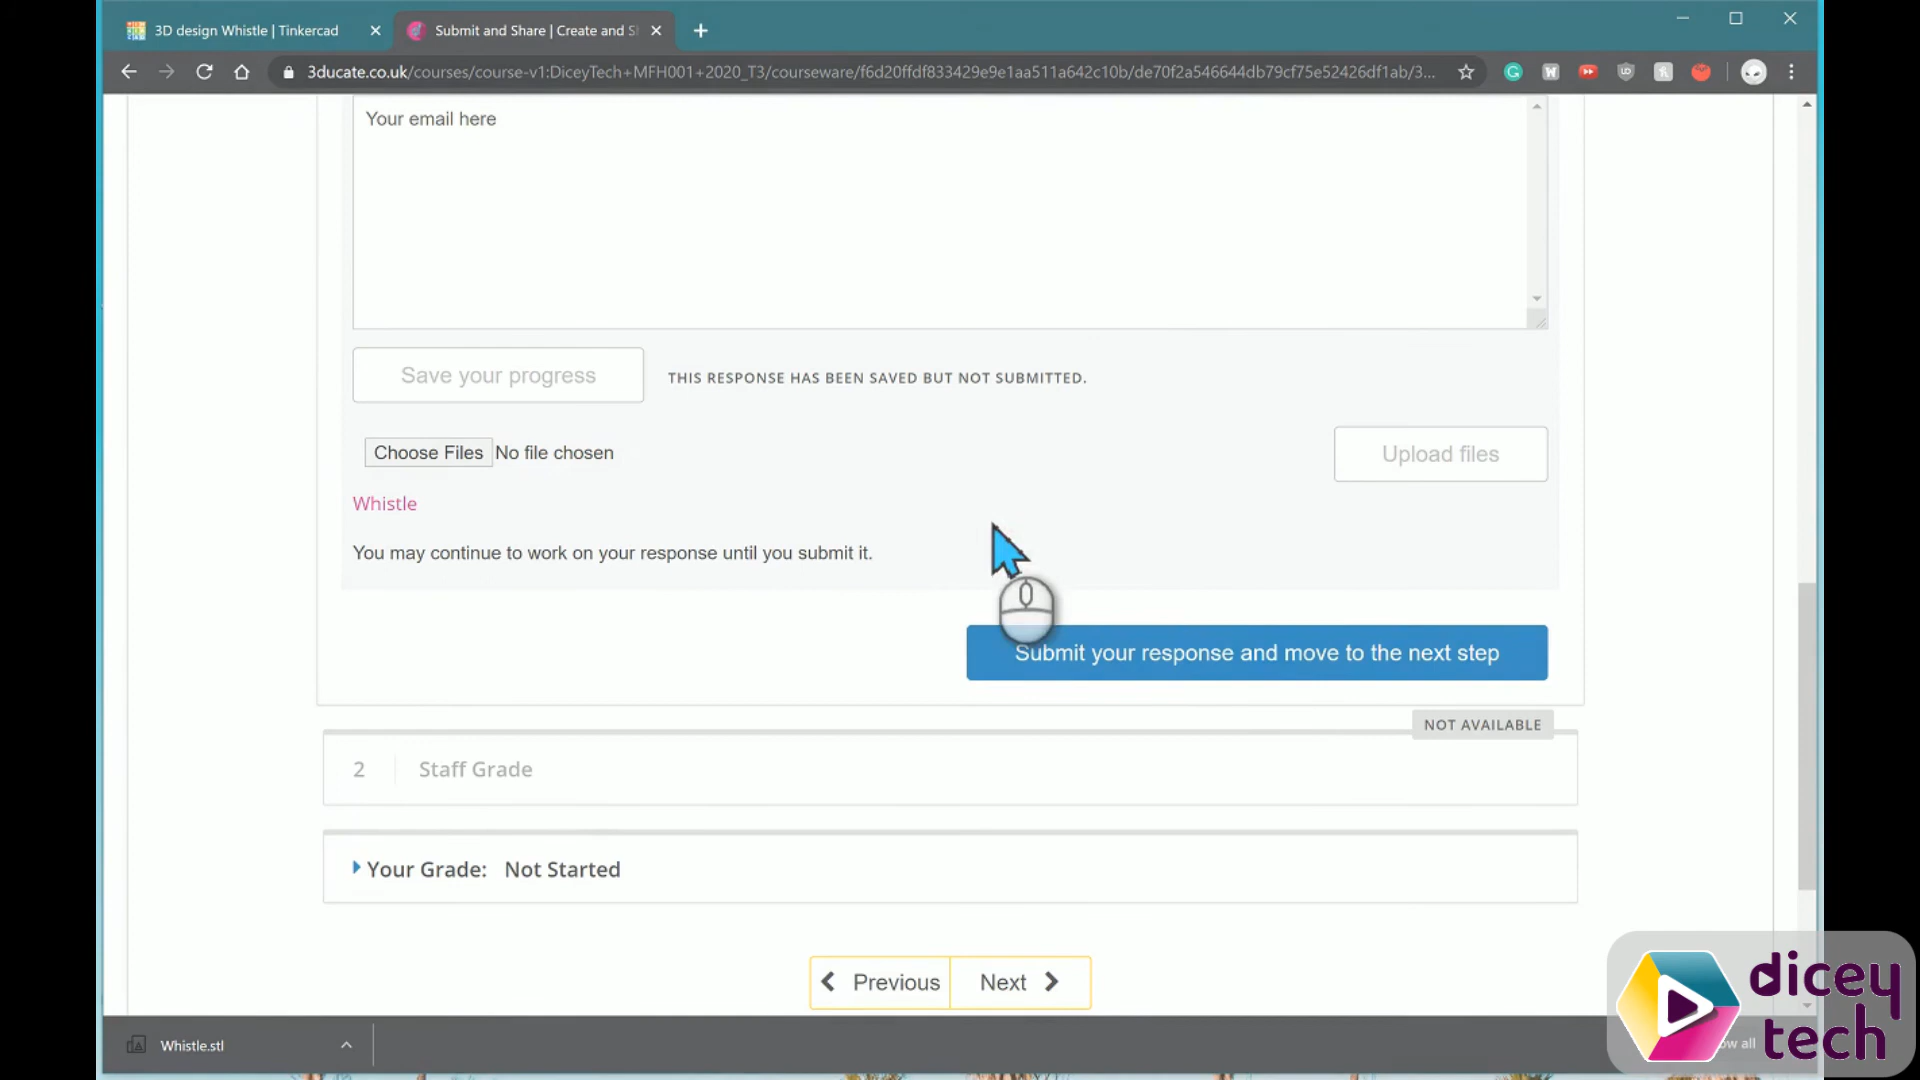 3D design Whistle | Tinkercad
Submit and Share | Create and S
3ducate.co.uk/courses/course-v1:DiceyTech+MFH001+2020_T3/courseware/f6d20ffdf833429e9e1aa511a642c10b/de70f2a546644db79cf75e52426df1ab/3...
Your email here
Save your progress
THIS RESPONSE HAS BEEN SAVED BUT NOT SUBMITTED.
Choose Files No file chosen
Upload files
Whistle
You may continue to work on your response until you submit it.
Submit your response and move to the next step
NOT AVAILABLE
2 Staff Grade
Your Grade: Not Started
Previous
Next
Whistle.stl
all
dicey
tech